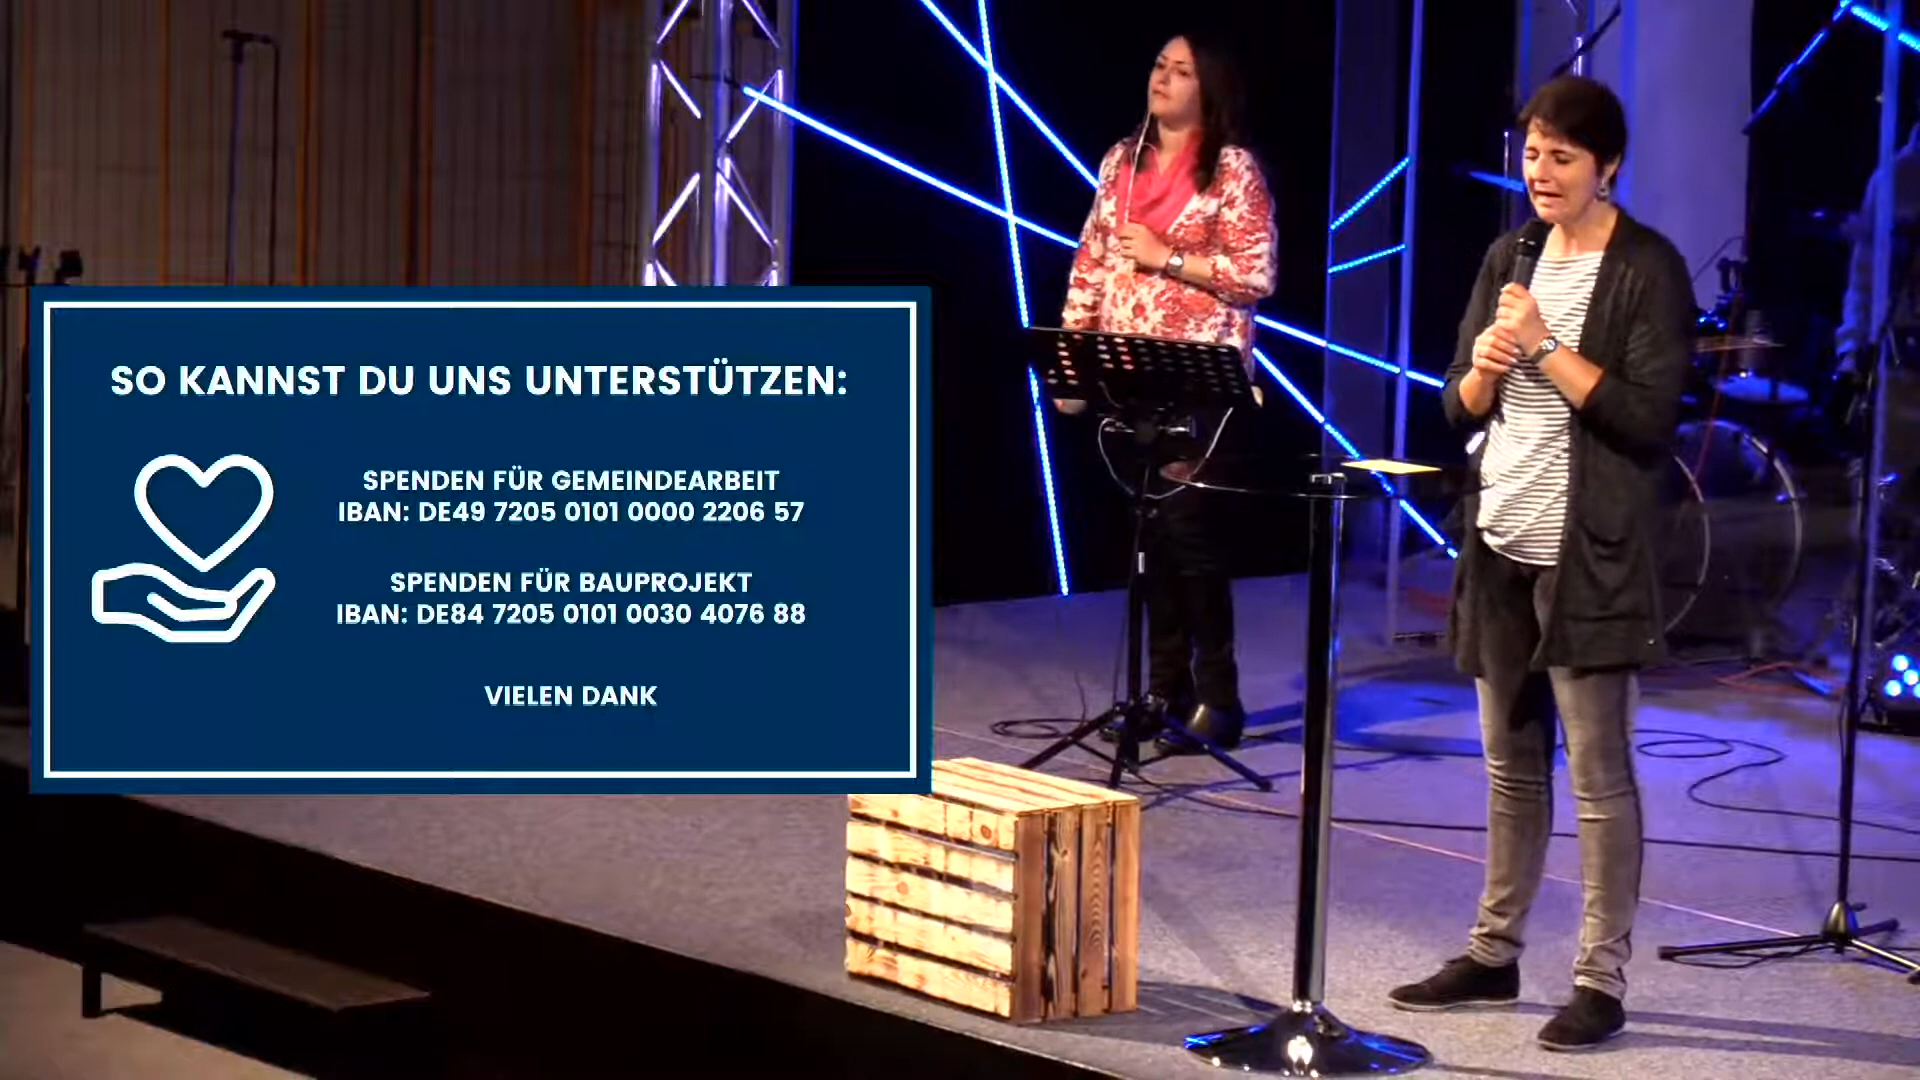 SO KANNST DU UNS UNTERSTÜTZEN:
SPENDEN FÜR GEMEINDEARBEIT
IBAN: DE49 7205 0101 0000 2206 57
SPENDEN FÜR BAUPROJEKT
IBAN: DE84 7205 0101 0030 4076 88
VIELEN DANK